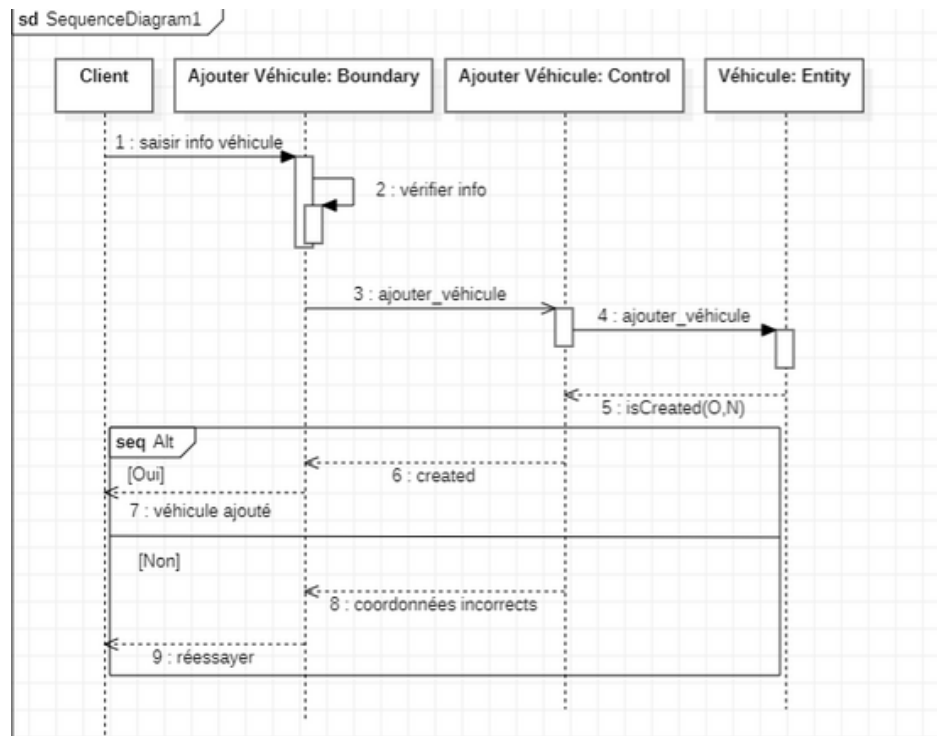 sd SequenceDiagram1
Client
Ajouter Véhicule: Boundary
Ajouter Véhicule: Control
Véhicule: Entity
1 : saisir info véhicule
2 : vérifier info
3 : ajouter_véhicule
4 : ajouter_véhicule
5 : isCreated(O,N)
seq Alt
[Oui]
6 : created
7 : véhicule ajouté
[Non]
8 : coordonnées incorrects
9 : réessayer